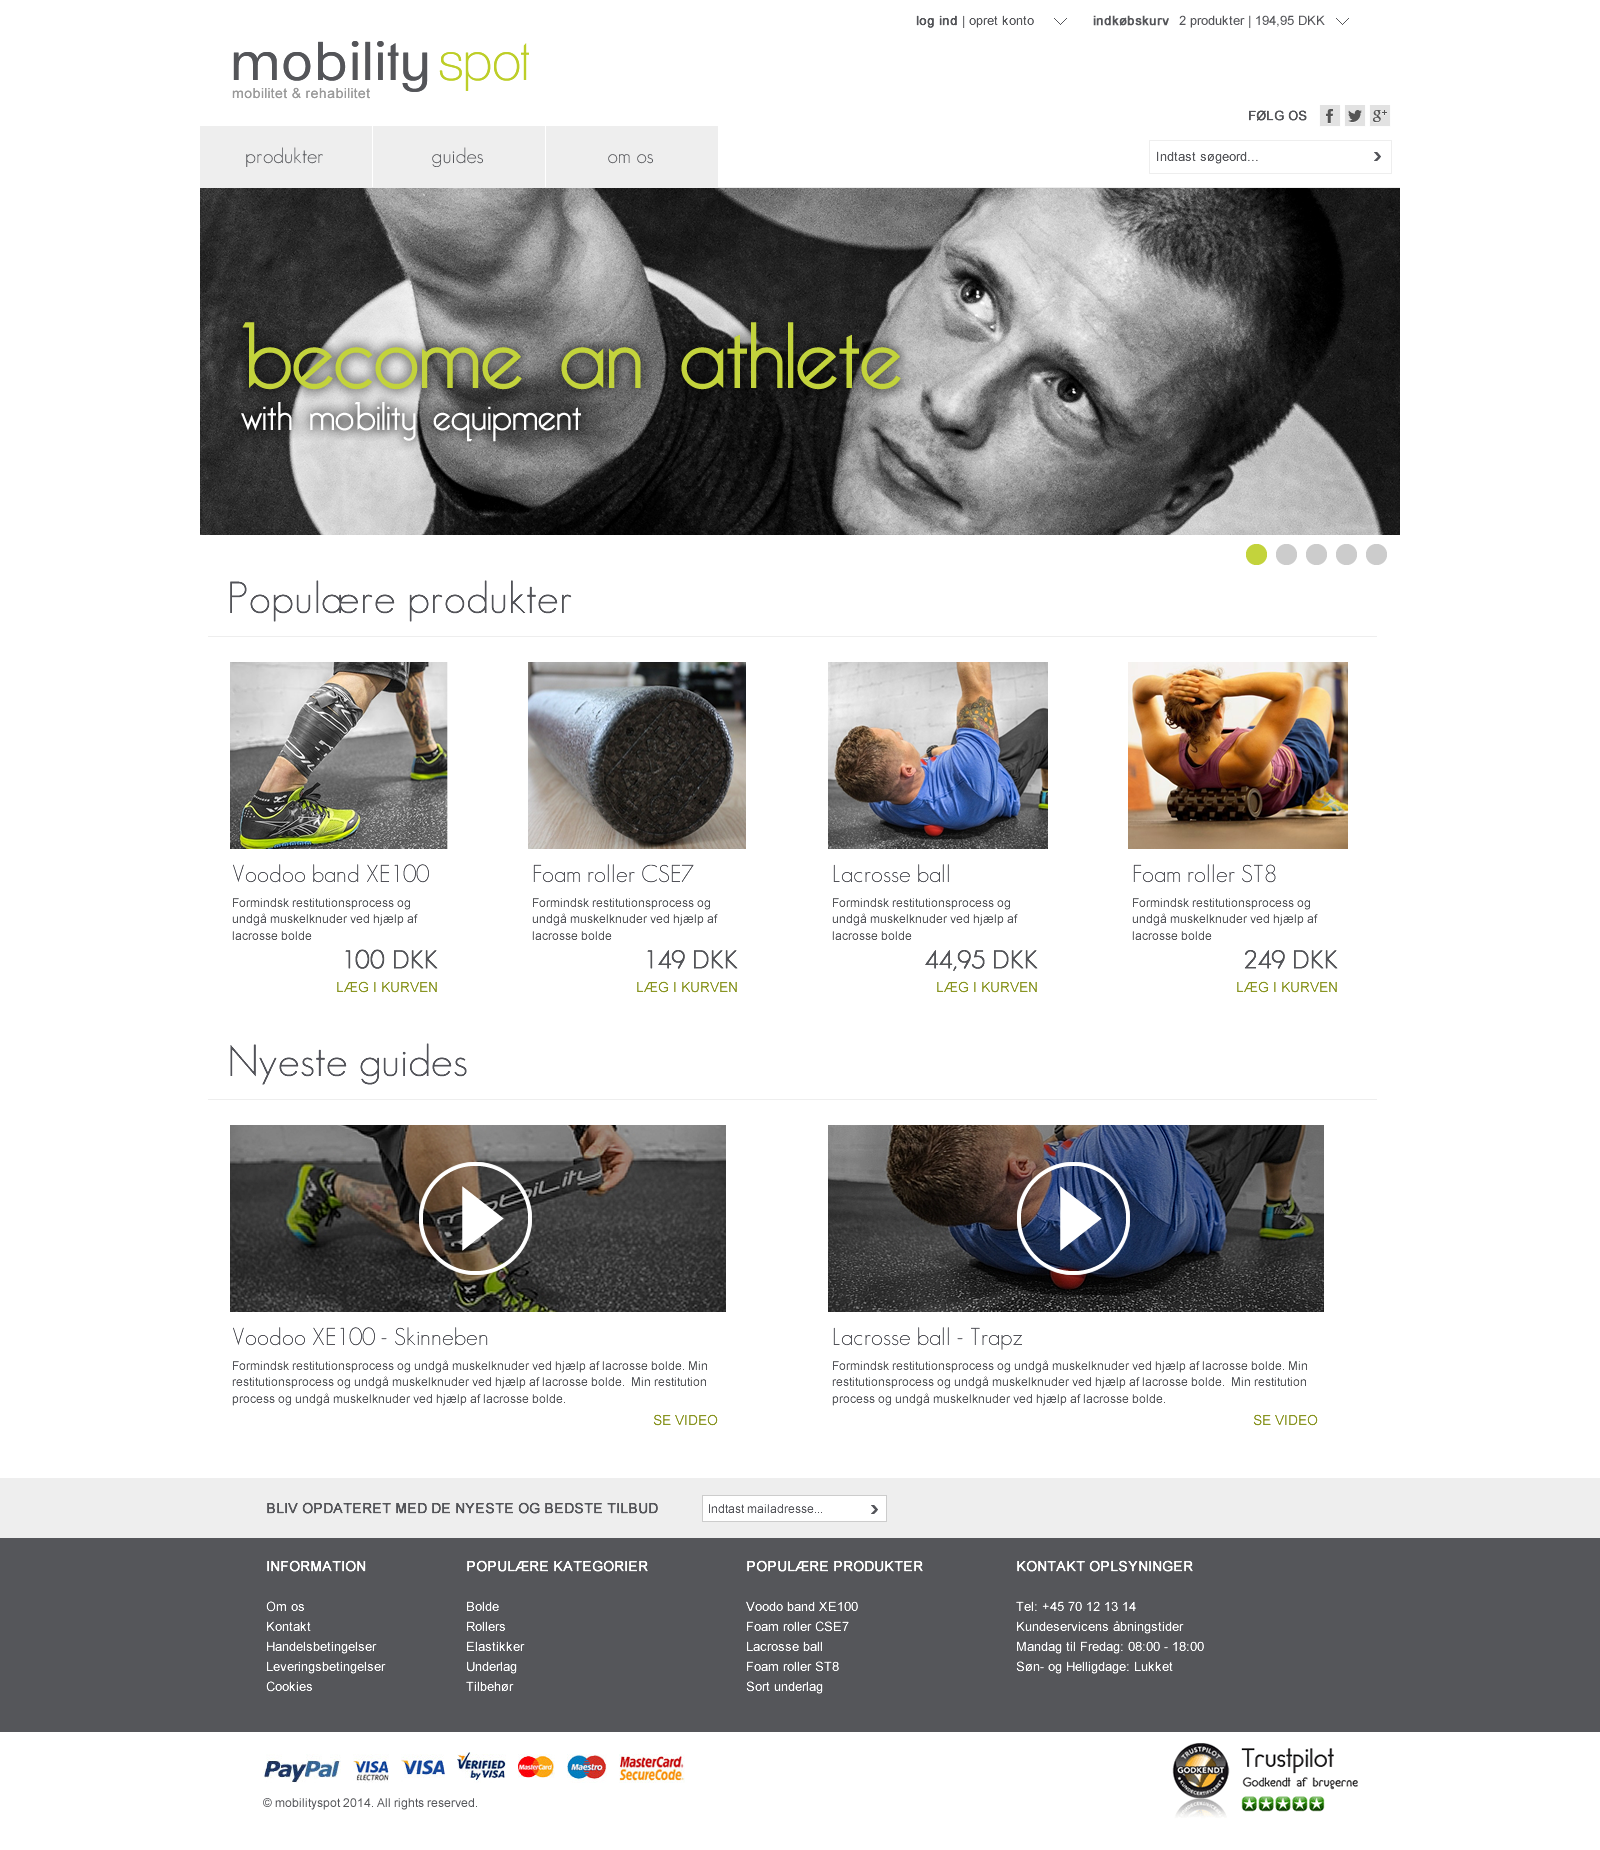 log ind | opret konto
indkøbskurv 2 produkter | 194,95 DKK
mobility spot
mobilitet & rehabilitet
FØLG OS
produkter
guides
om os
Indtast søgeord...
become an athlete
with mobility equipment
Populære produkter
Voodoo band XE100
Formindsk restitutionsprocess og
undgå muskelknuder ved hjælp af
lacrosse bolde
100 DKK
LÆG I KURVEN
Foam roller CSE7
Formindsk restitutionsprocess og
undgå muskelknuder ved hjælp af
lacrosse bolde
149 DKK
LÆG I KURVEN
Lacrosse ball
Formindsk restitutionsprocess og
undgå muskelknuder ved hjælp af
lacrosse bolde
44,95 DKK
LÆG I KURVEN
Foam roller ST8
Formindsk restitutionsprocess og
undgå muskelknuder ved hjælp af
lacrosse bolde
249 DKK
LÆG I KURVEN
Nyeste guides
mobility
Voodoo XE100 - Skinneben
Formindsk restitutionsprocess og undgå muskelknuder ved hjælp af lacrosse bolde. Min
restitutionsprocess og undgå muskelknuder ved hjælp af lacrosse bolde. Min restitution
process og undgå muskelknuder ved hjælp af lacrosse bolde.
SE VIDEO
Lacrosse ball - Trapz
Formindsk restitutionsprocess og undgå muskelknuder ved hjælp af lacrosse bolde. Min
restitutionsprocess og undgå muskelknuder ved hjælp af lacrosse bolde. Min restitution
process og undgå muskelknuder ved hjælp af lacrosse bolde.
SE VIDEO
BLIV OPDATERET MED DE NYESTE OG BEDSTE TILBUD
Indtast mailadresse...
INFORMATION
Om os
Kontakt
Handelsbetingelser
Leveringsbetingelser
Cookies
POPULÆRE KATEGORIER
Bolde
Rollers
Elastikker
Underlag
Tilbehør
POPULÆRE PRODUKTER
Voodo band XE100
Foam roller CSE7
Lacrosse ball
Foam roller ST8
Sort underlag
KONTAKT OPLSYNINGER
Tel: +45 70 12 13 14
Kundeservicens åbningstider
Mandag til Fredag: 08:00 - 18:00
Søn- og Helligdage: Lukket
PayPal
VISA
ELECTRON
VISA
VERIFIED
by VISA
MasterCard
Maestro
MasterCard.
SecureCode.
© mobilityspot 2014. All rights reserved.
TRUSTPILOT
GODKENDT
Trustpilot
Godkendt af brugerne